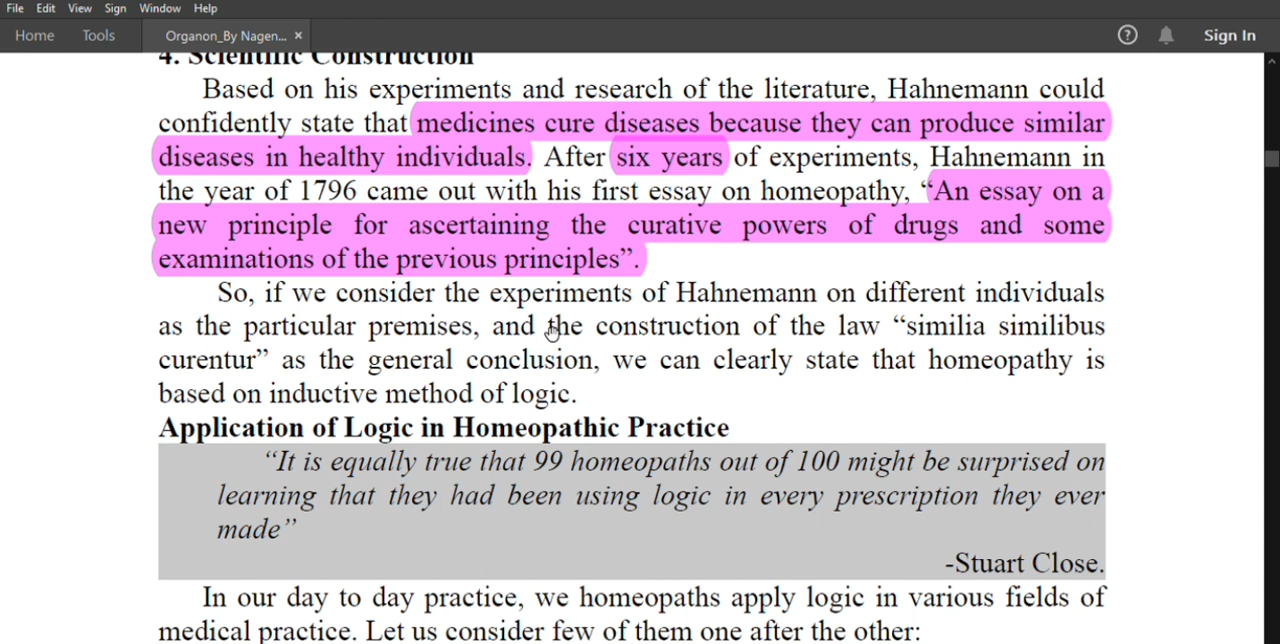 File Edit View Sign Window Help
Home Tools Organon_By Nagen... × Sign In
4. Scientific Construction
Based on his experiments and research of the literature, Hahnemann could
confidently state that medicines cure diseases because they can produce similar
diseases in healthy individuals. After six years of experiments, Hahnemann in
the year of 1796 came out with his first essay on homeopathy, “An essay on a
new principle for ascertaining the curative powers of drugs and some
examinations of the previous principles”.
So, if we consider the experiments of Hahnemann on different individuals
as the particular premises, and the construction of the law “similia similibus
curentur” as the general conclusion, we can clearly state that homeopathy is
based on inductive method of logic.
Application of Logic in Homeopathic Practice
“It is equally true that 99 homeopaths out of 100 might be surprised on
learning that they had been using logic in every prescription they ever
made”
-Stuart Close.
In our day to day practice, we homeopaths apply logic in various fields of
medical practice. Let us consider few of them one after the other: